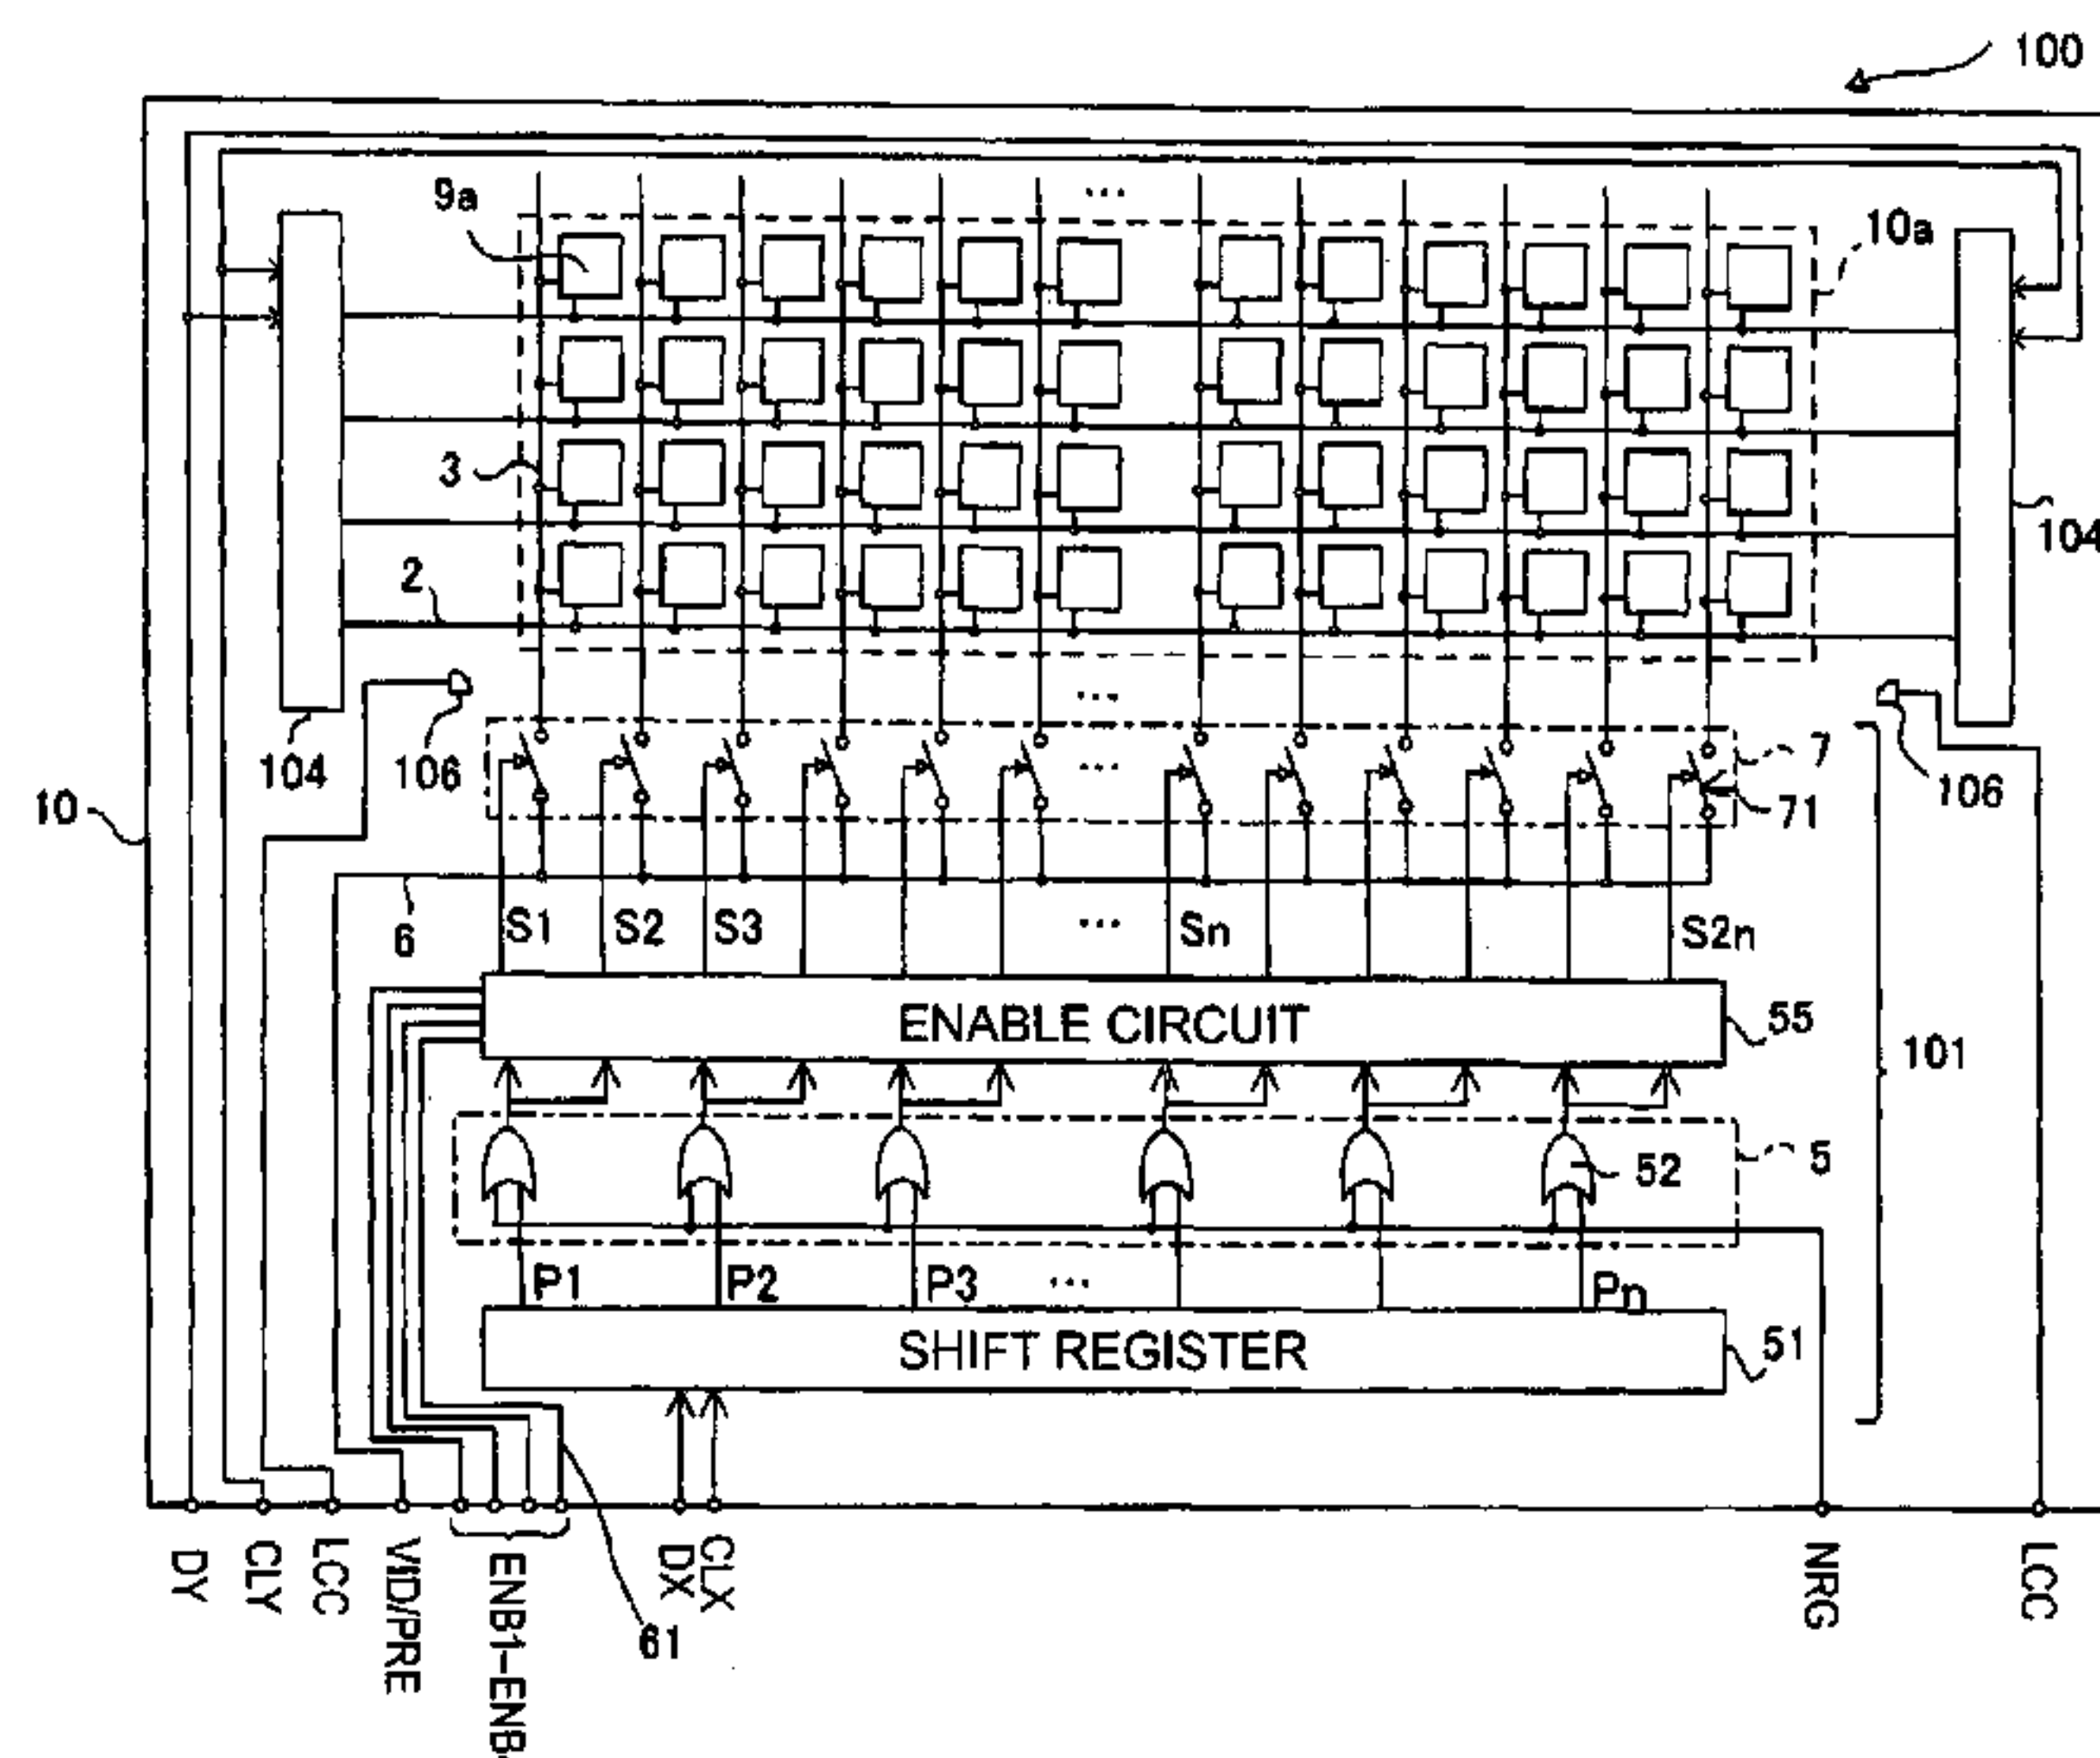 100
9a
10a
3
2
104
104
106
106
7
71
10
6
S1 S2 S3 ... Sn S2n
ENABLE CIRCUIT
55
101
5
52
P1 P2 P3 ... Pn
SHIFT REGISTER
51
61
DY
CLY
LCC
VID/PRE
ENB1-ENB
DX
CLX
NRG
LCC